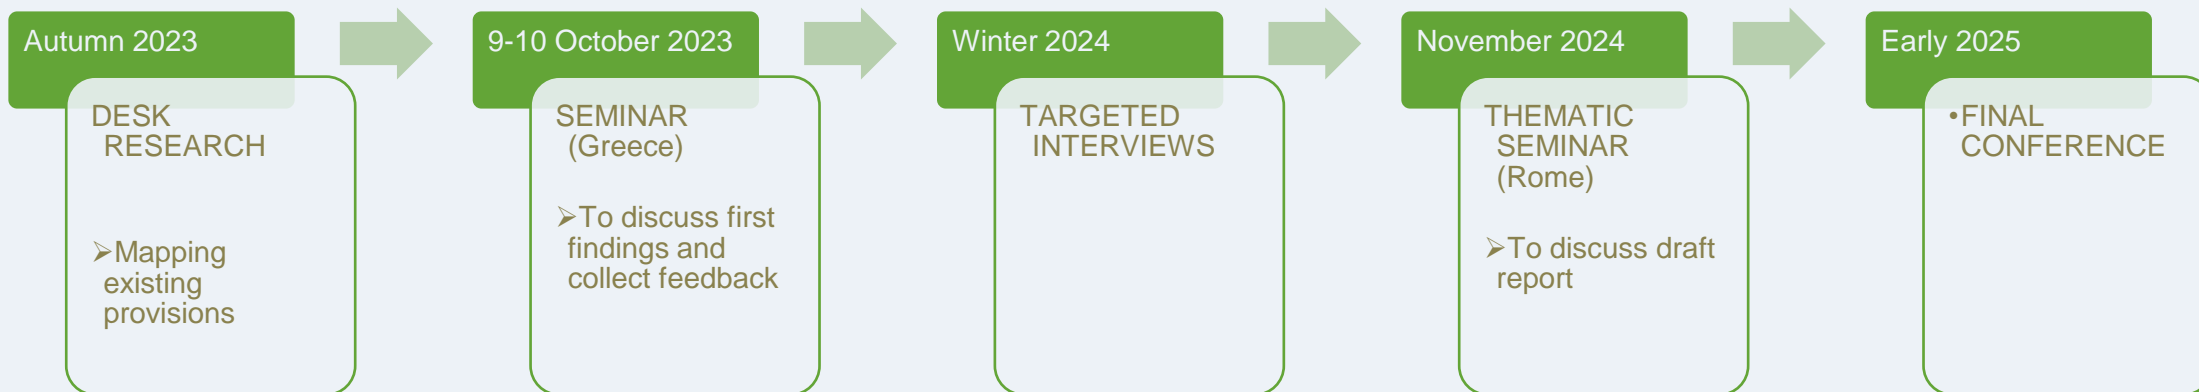 Autumn 2023
DESK
RESEARCH
➢Mapping
existing
provisions
9-10 October 2023
SEMINAR
(Greece)
➢To discuss first
findings and
collect feedback
Winter 2024
TARGETED
INTERVIEWS
November 2024
THEMATIC
SEMINAR
(Rome)
➢To discuss draft
report
Early 2025
•FINAL
CONFERENCE